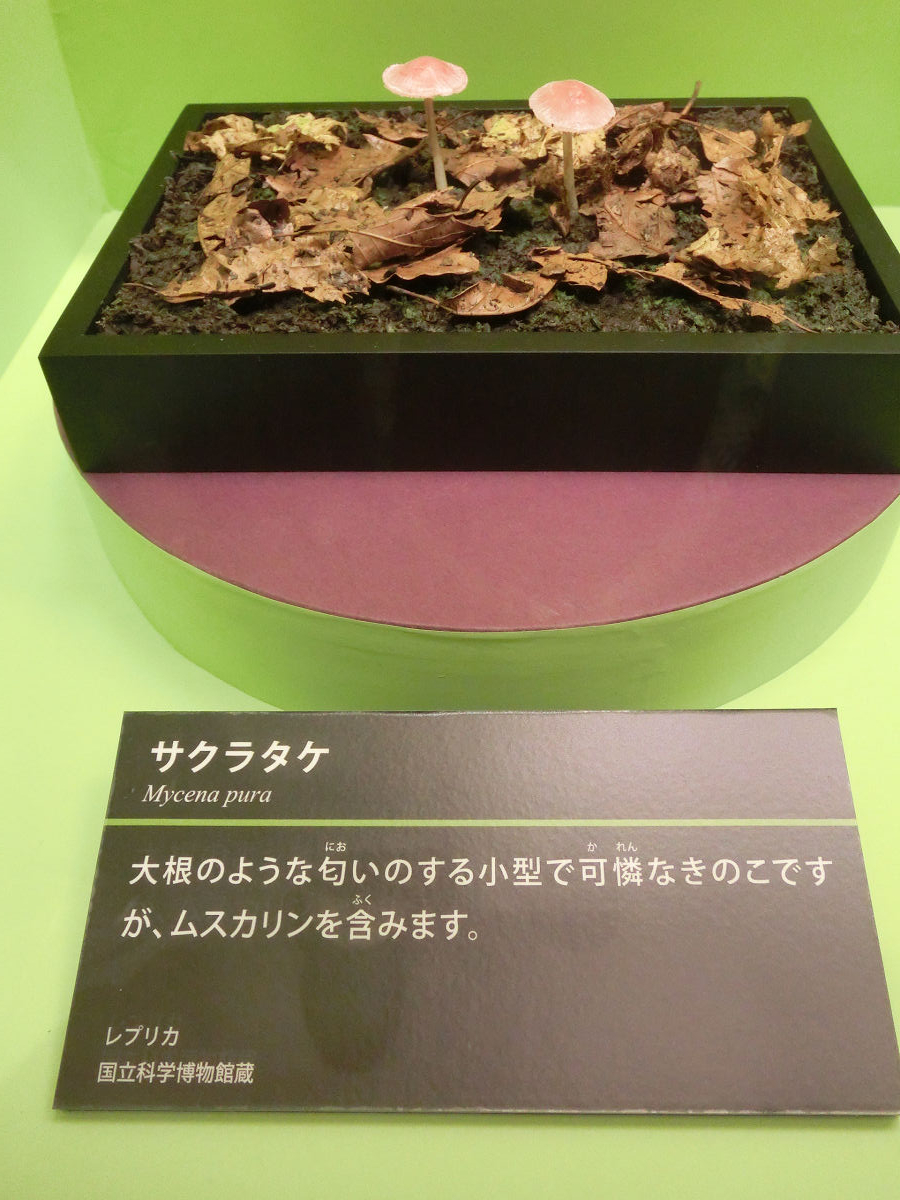 サクラタケ
Mycena pura
にお か れん
大根のような匂いのする小型で可憐なきのこです
ふく
が、ムスカリンを含みます。
レプリカ
国立科学博物館蔵